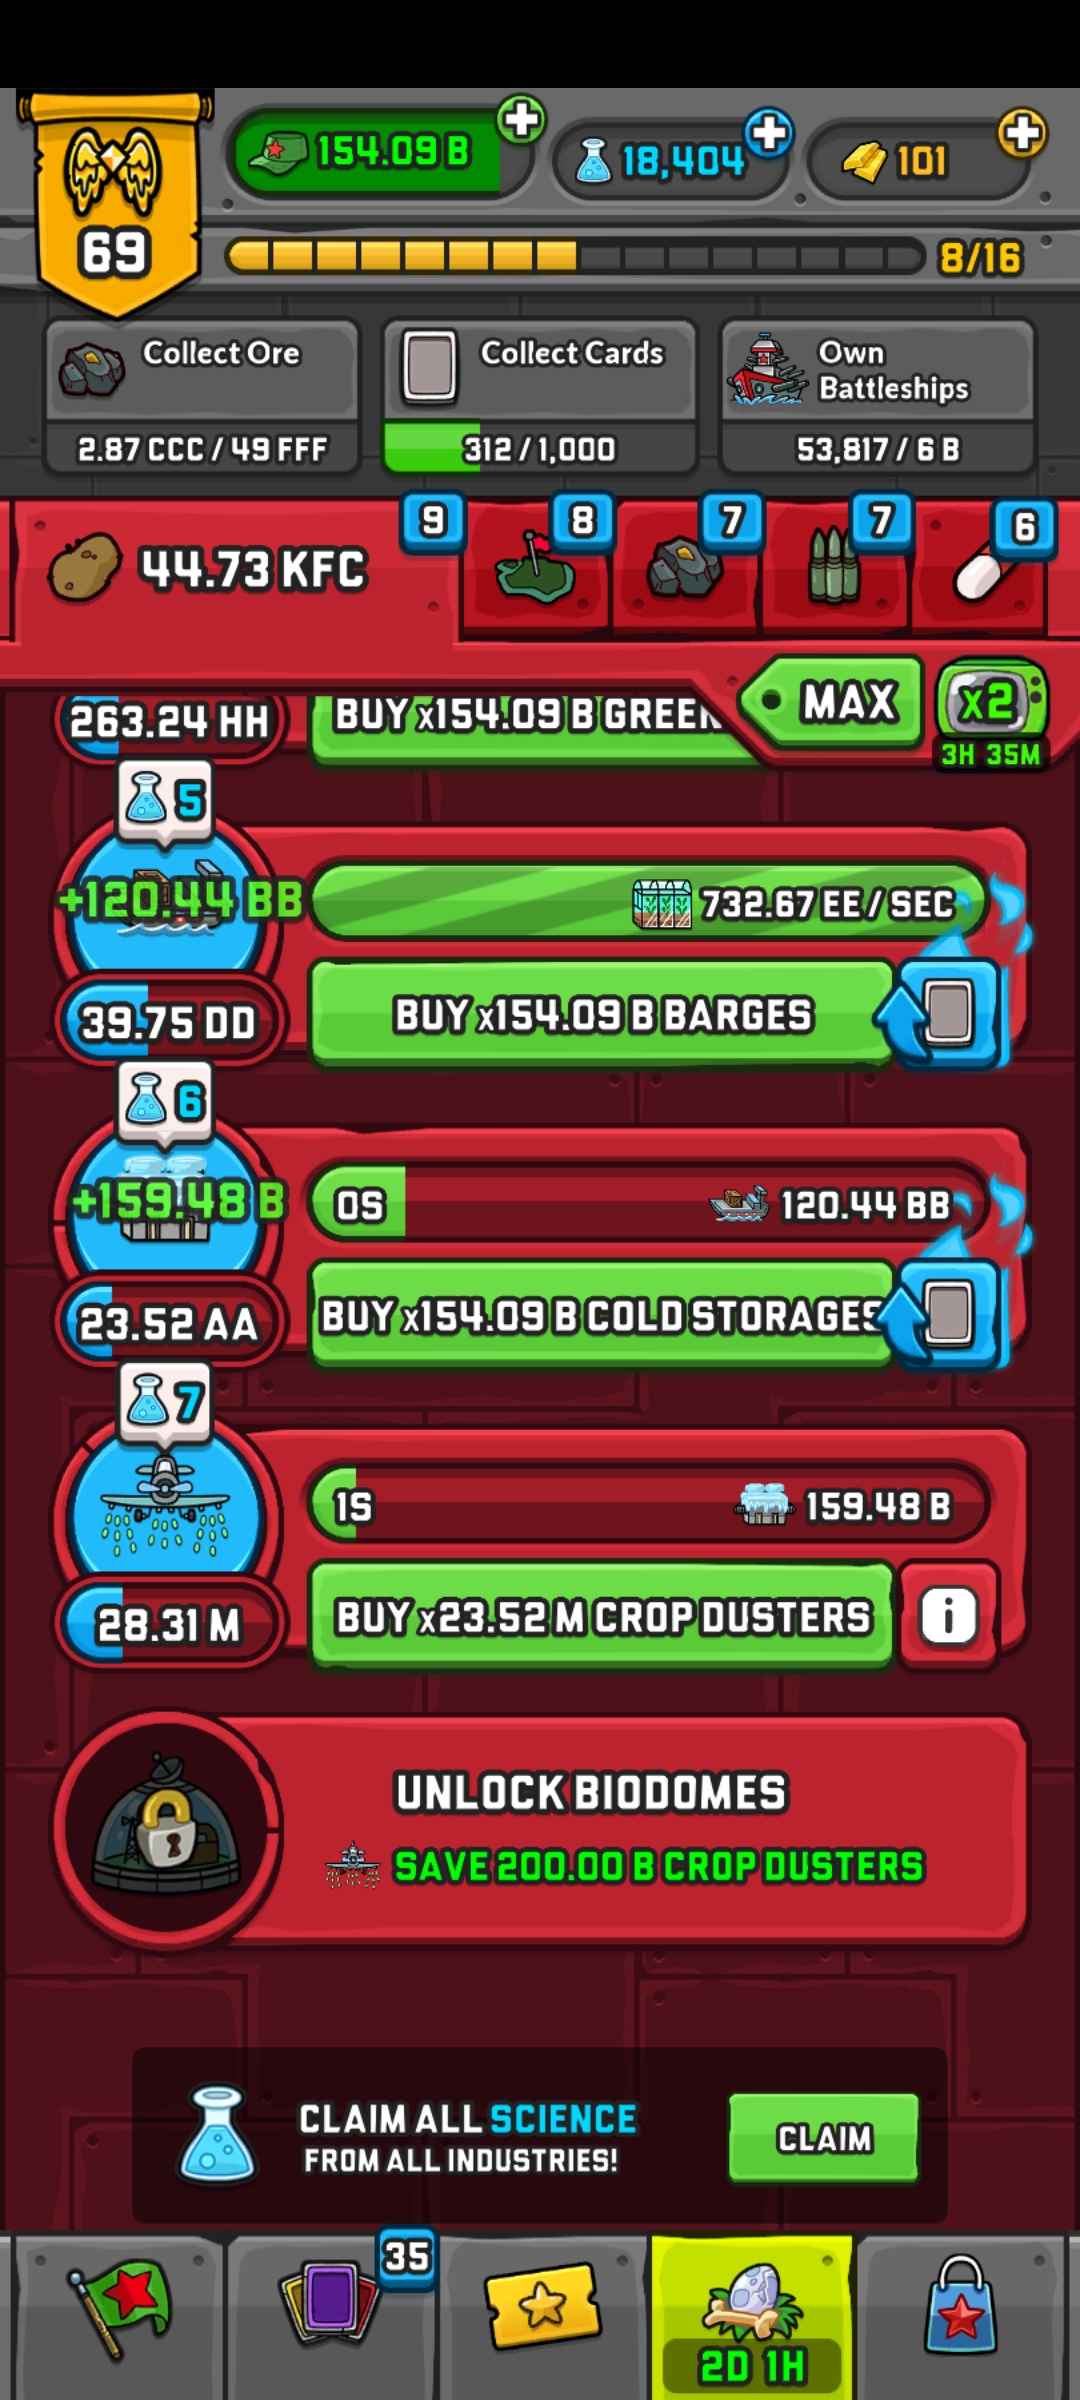 154.09 B
18,404
101
69
8/16
Collect Ore
2.87 CCC / 49 FFF
Collect Cards
312 / 1,000
Own
Battleships
53,817 / 6 B
44.73 KFC
9
8
7
7
6
MAX
x2
3H 35M
263.24 HH
BUY x154.09 B GREEN
5
+120.44 BB
732.67 EE / SEC
39.75 DD
BUY x154.09 B BARGES
6
+159.48 B
0S
120.44 BB
23.52 AA
BUY x154.09 B COLD STORAGES
7
1S
159.48 B
28.31 M
BUY x23.52 M CROP DUSTERS
i
UNLOCK BIODOMES
SAVE 200.00 B CROP DUSTERS
CLAIM ALL SCIENCE
FROM ALL INDUSTRIES!
CLAIM
35
2D 1H